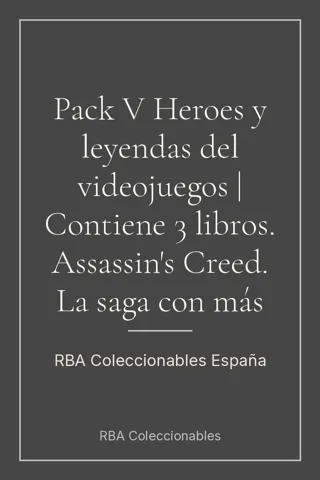 Pack V Heroes y
leyendas del
videojuegos |
Contiene 3 libros.
Assassin's Creed.
La saga con más
RBA Coleccionables España
RBA Coleccionables